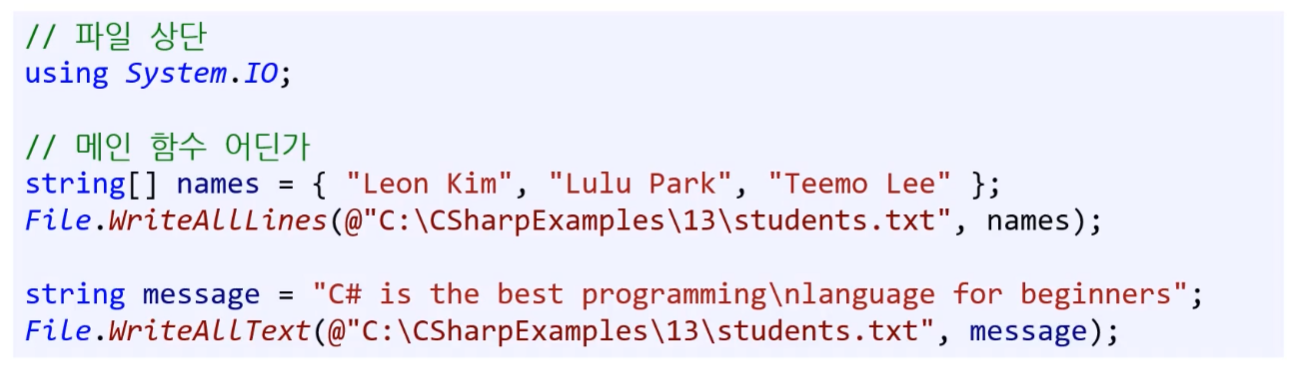 // 파일 상단
using System.IO;
// 메인 함수 어딘가
string[] names = { "Leon Kim", "Lulu Park", "Teemo Lee" };
File.WriteAllLines(@"C:\CSharpExamples\13\students.txt", names);
string message = "C# is the best programming\nlanguage for beginners";
File.WriteAllText(@"C:\CSharpExamples\13\students.txt", message);